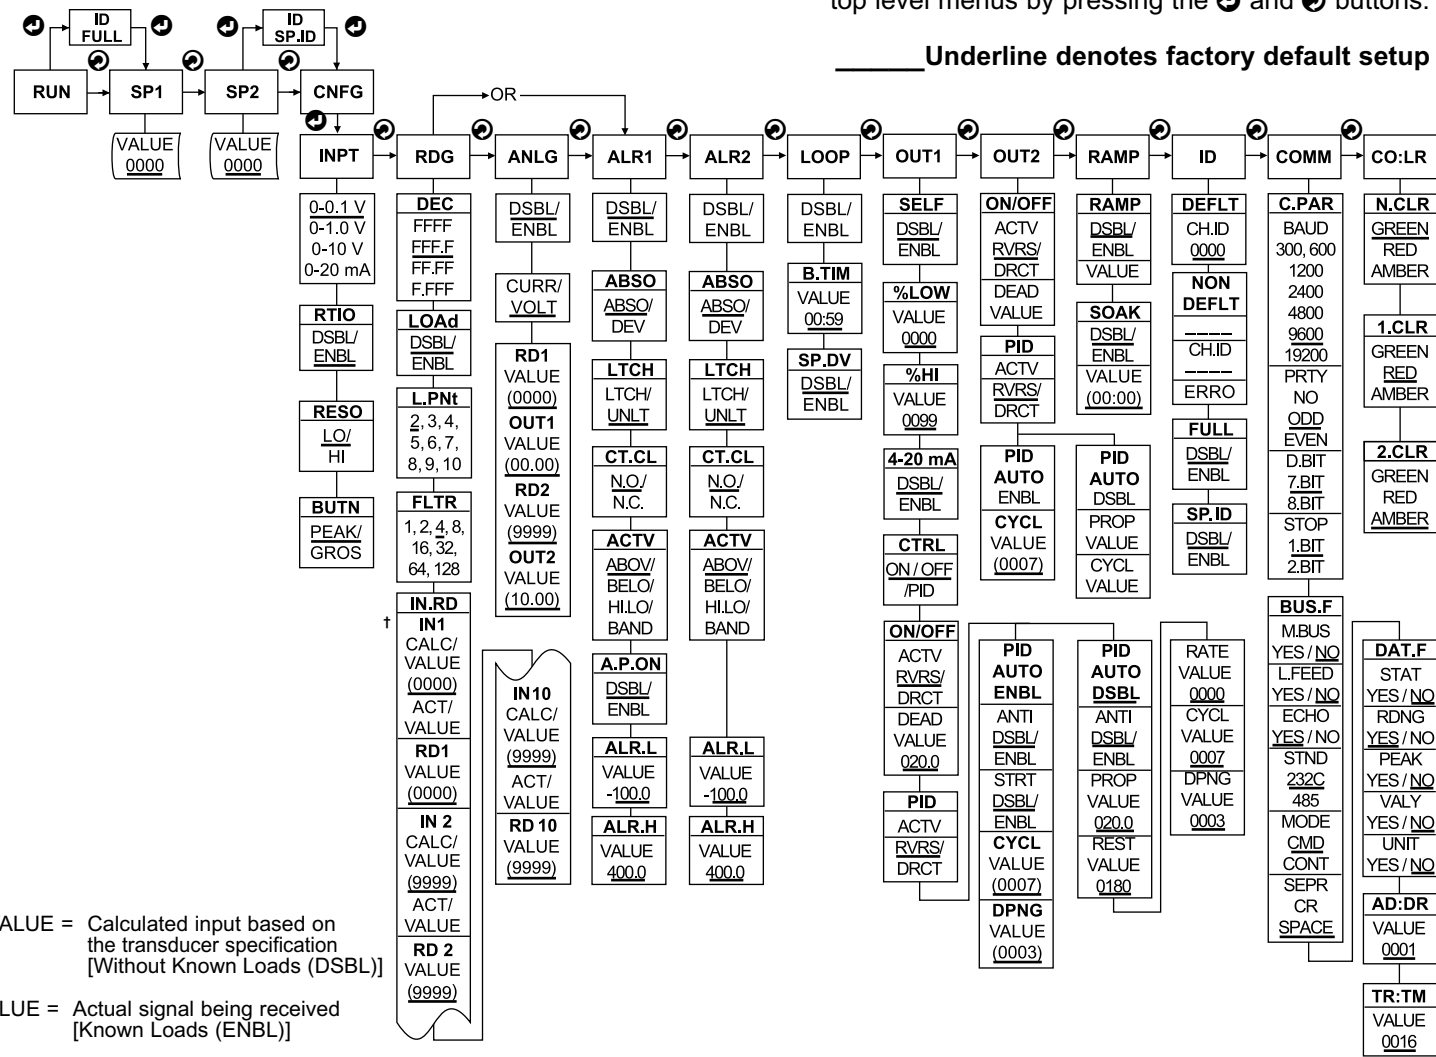 top level menus by pressing the and buttons.
______Underline denotes factory default setup
ID
FULL
ID
SP.ID
RUN
SP1
SP2
CNFG
VALUE
0000
VALUE
0000
OR
INPT
RDG
ANLG
ALR1
ALR2
LOOP
OUT1
OUT2
RAMP
ID
COMM
CO:LR
0-0.1 V
0-1.0 V
0-10 V
0-20 mA
RTIO
DSBL/
ENBL
RESO
LO/
HI
BUTN
PEAK/
GROS
DEC
FFFF
FFF.F
FF.FF
F.FFF
LOAd
DSBL/
ENBL
L.PNt
2, 3, 4,
5, 6, 7,
8, 9, 10
FLTR
1, 2, 4, 8,
16, 32,
64, 128
†
IN.RD
IN1
CALC/
VALUE
(0000)
ACT/
VALUE
RD1
VALUE
(0000)
IN 2
CALC/
VALUE
(9999)
ACT/
VALUE
RD 2
VALUE
(9999)
DSBL/
ENBL
CURR/
VOLT
RD1
VALUE
(0000)
OUT1
VALUE
(00.00)
RD2
VALUE
(9999)
OUT2
VALUE
(10.00)
IN10
CALC/
VALUE
(9999)
ACT/
VALUE
RD 10
VALUE
(9999)
DSBL/
ENBL
ABSO
ABSO/
DEV
LTCH
LTCH/
UNLT
CT.CL
N.O./
N.C.
ACTV
ABOV/
BELO/
HI.LO/
BAND
A.P.ON
DSBL/
ENBL
ALR.L
VALUE
-100.0
ALR.H
VALUE
400.0
DSBL/
ENBL
ABSO
ABSO/
DEV
LTCH
LTCH/
UNLT
CT.CL
N.O./
N.C.
ACTV
ABOV/
BELO/
HI.LO/
BAND
ALR.L
VALUE
-100.0
ALR.H
VALUE
400.0
DSBL/
ENBL
B.TIM
VALUE
00:59
SP.DV
DSBL/
ENBL
SELF
DSBL/
ENBL
%LOW
VALUE
0000
%HI
VALUE
0099
4-20 mA
DSBL/
ENBL
CTRL
ON / OFF
/PID
ON/OFF
ACTV
RVRS/
DRCT
DEAD
VALUE
020.0
PID
ACTV
RVRS/
DRCT
ON/OFF
ACTV
RVRS/
DRCT
DEAD
VALUE
PID
ACTV
RVRS/
DRCT
PID
AUTO
ENBL
CYCL
VALUE
(0007)
PID
AUTO
DSBL
PROP
VALUE
CYCL
VALUE
PID
AUTO
ENBL
ANTI
DSBL/
ENBL
STRT
DSBL/
ENBL
CYCL
VALUE
(0007)
DPNG
VALUE
(0003)
PID
AUTO
DSBL
ANTI
DSBL/
ENBL
PROP
VALUE
020.0
REST
VALUE
0180
RATE
VALUE
0000
CYCL
VALUE
0007
DPNG
VALUE
0003
RAMP
DSBL/
ENBL
VALUE
SOAK
DSBL/
ENBL
VALUE
(00:00)
DEFLT
CH.ID
0000
NON
DEFLT
_ _ _ _
CH.ID
_ _ _ _
ERRO
FULL
DSBL/
ENBL
SP.ID
DSBL/
ENBL
C.PAR
BAUD
300, 600
1200
2400
4800
9600
19200
PRTY
NO
ODD
EVEN
D.BIT
7.BIT
8.BIT
STOP
1.BIT
2.BIT
BUS.F
M.BUS
YES / NO
L.FEED
YES / NO
ECHO
YES / NO
STND
232C
485
MODE
CMD
CONT
SEPR
CR
SPACE
N.CLR
GREEN
RED
AMBER
1.CLR
GREEN
RED
AMBER
2.CLR
GREEN
RED
AMBER
DAT.F
STAT
YES / NO
RDNG
YES / NO
PEAK
YES / NO
VALY
YES / NO
UNIT
YES / NO
AD:DR
VALUE
0001
TR:TM
VALUE
0016
ALUE = Calculated input based on
the transducer specification
[Without Known Loads (DSBL)]
LUE = Actual signal being received
[Known Loads (ENBL)]